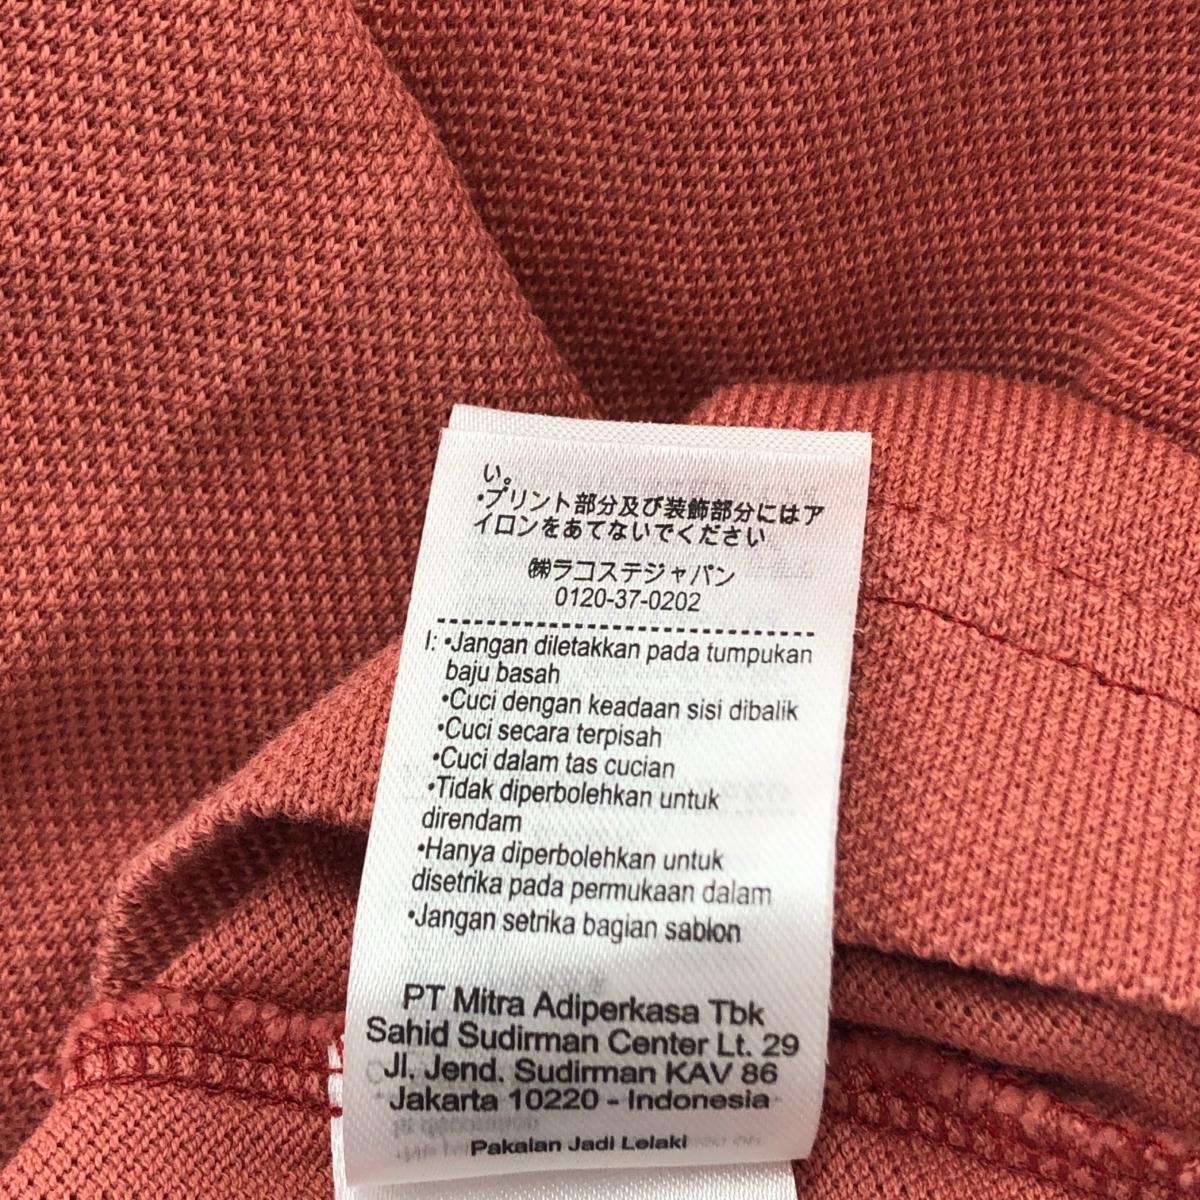 い。
・プリント部分及び装飾部分にはア
イロンをあてないでください
㈱ラコステジャパン
0120-37-0202
I: •Jangan diletakkan pada tumpukan
baju basah
•Cuci dengan keadaan sisi dibalik
•Cuci secara terpisah
•Cuci dalam tas cucian
•Tidak diperbolehkan untuk
direndam
•Hanya diperbolehkan untuk
disetrika pada permukaan dalam
•Jangan setrika bagian sablon
PT Mitra Adiperkasa Tbk
Sahid Sudirman Center Lt. 29
Jl. Jend. Sudirman KAV 86
Jakarta 10220 - Indonesia
Pakaian Jadi Lelaki